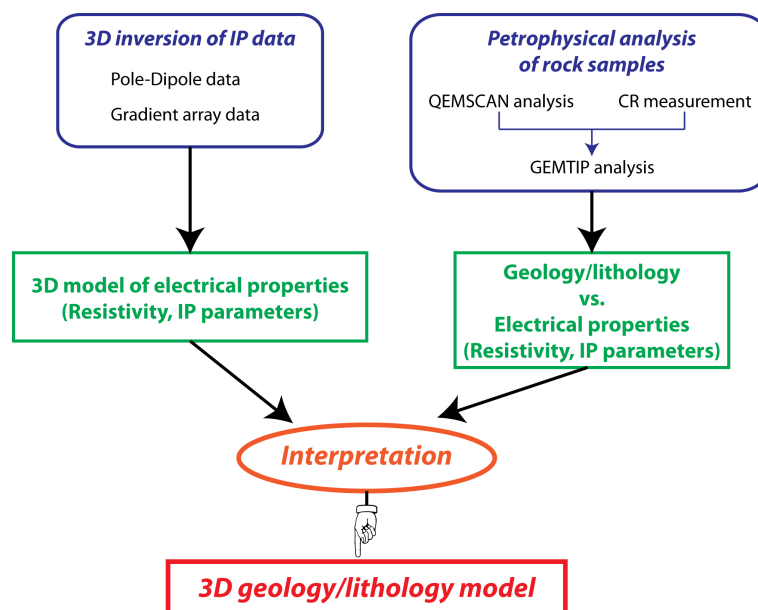 3D inversion of IP data
Pole-Dipole data
Gradient array data
Petrophysical analysis
of rock samples
QEMSCAN analysis
CR measurement
GEMTIP analysis
3D model of electrical properties
(Resistivity, IP parameters)
Geology/lithology
vs.
Electrical properties
(Resistivity, IP parameters)
Interpretation
3D geology/lithology model